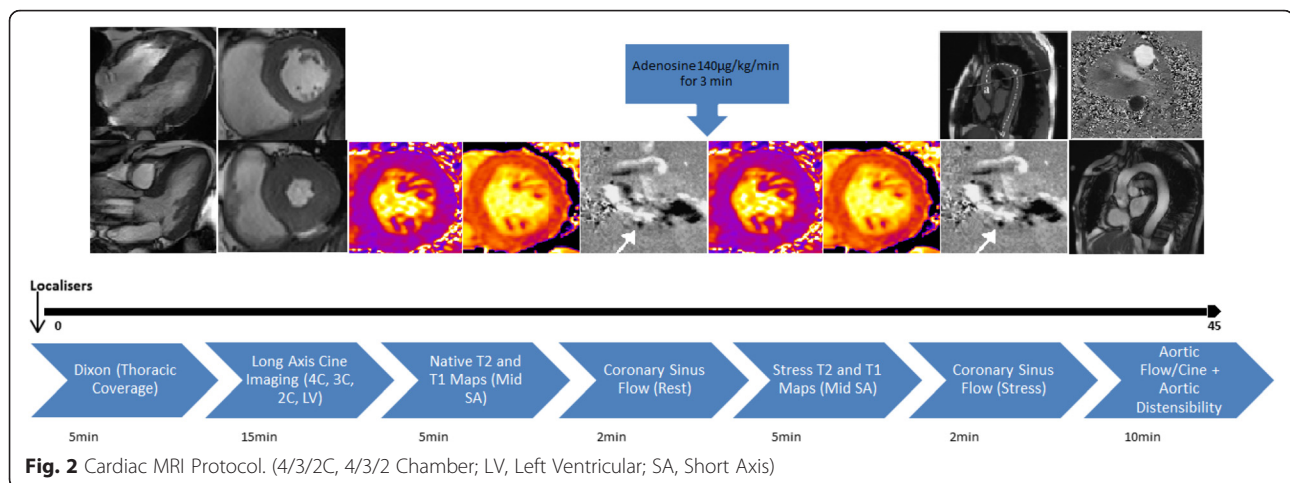 Adenosine 140µg/kg/min
for 3 min
Localisers
0
45
Dixon (Thoracic
Coverage)
Long Axis Cine
Imaging (4C, 3C,
2C, LV)
Native T2 and
T1 Maps (Mid
SA)
Coronary Sinus
Flow (Rest)
Stress T2 and T1
Maps (Mid SA)
Coronary Sinus
Flow (Stress)
Aortic
Flow/Cine +
Aortic
Distensibility
5min
15min
5min
2min
5min
2min
10min
Fig. 2 Cardiac MRI Protocol. (4/3/2C, 4/3/2 Chamber; LV, Left Ventricular; SA, Short Axis)